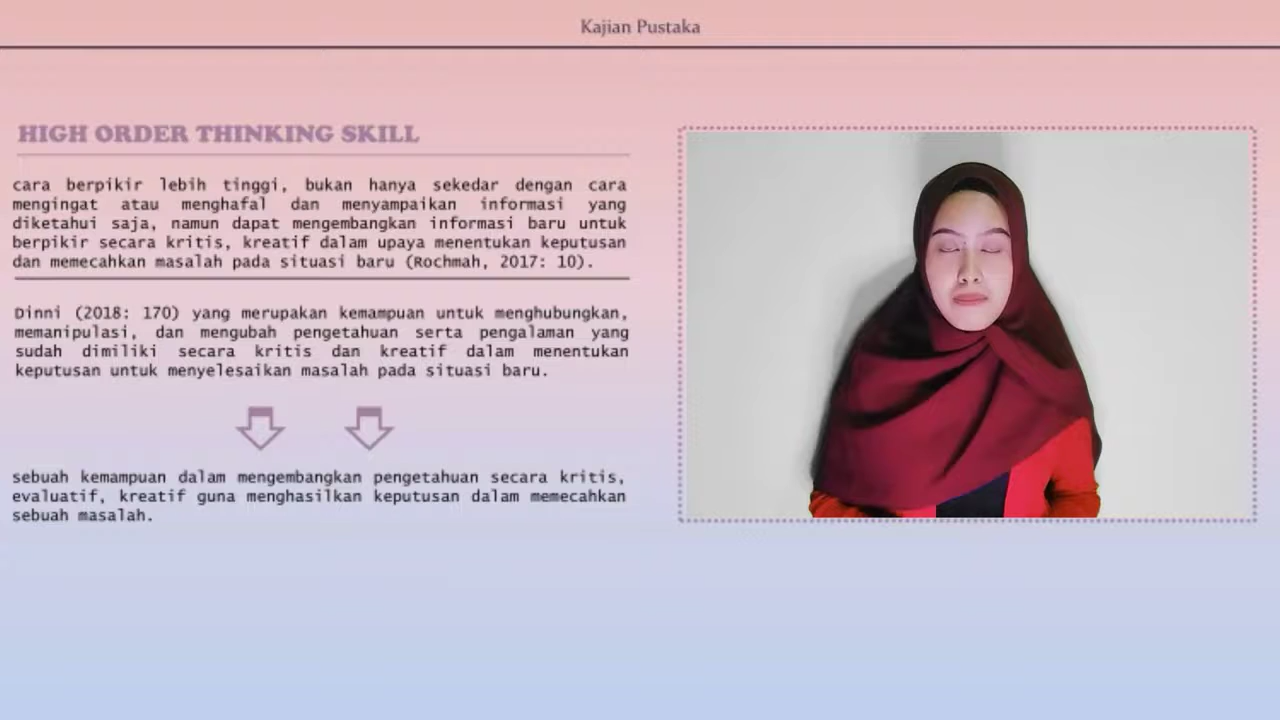 Kajian Pustaka
HIGH ORDER THINKING SKILL
cara berpikir lebih tinggi, bukan hanya sekedar dengan cara
mengingat atau menghafal dan menyampaikan informasi yang
diketahui saja, namun dapat mengembangkan informasi baru untuk
berpikir secara kritis, kreatif dalam upaya menentukan keputusan
dan memecahkan masalah pada situasi baru (Rochmah, 2017: 10).
Dinni (2018: 170) yang merupakan kemampuan untuk menghubungkan,
memanipulasi, dan mengubah pengetahuan serta pengalaman yang
sudah dimiliki secara kritis dan kreatif dalam menentukan
keputusan untuk menyelesaikan masalah pada situasi baru.
sebuah kemampuan dalam mengembangkan pengetahuan secara kritis,
evaluatif, kreatif guna menghasilkan keputusan dalam memecahkan
sebuah masalah.